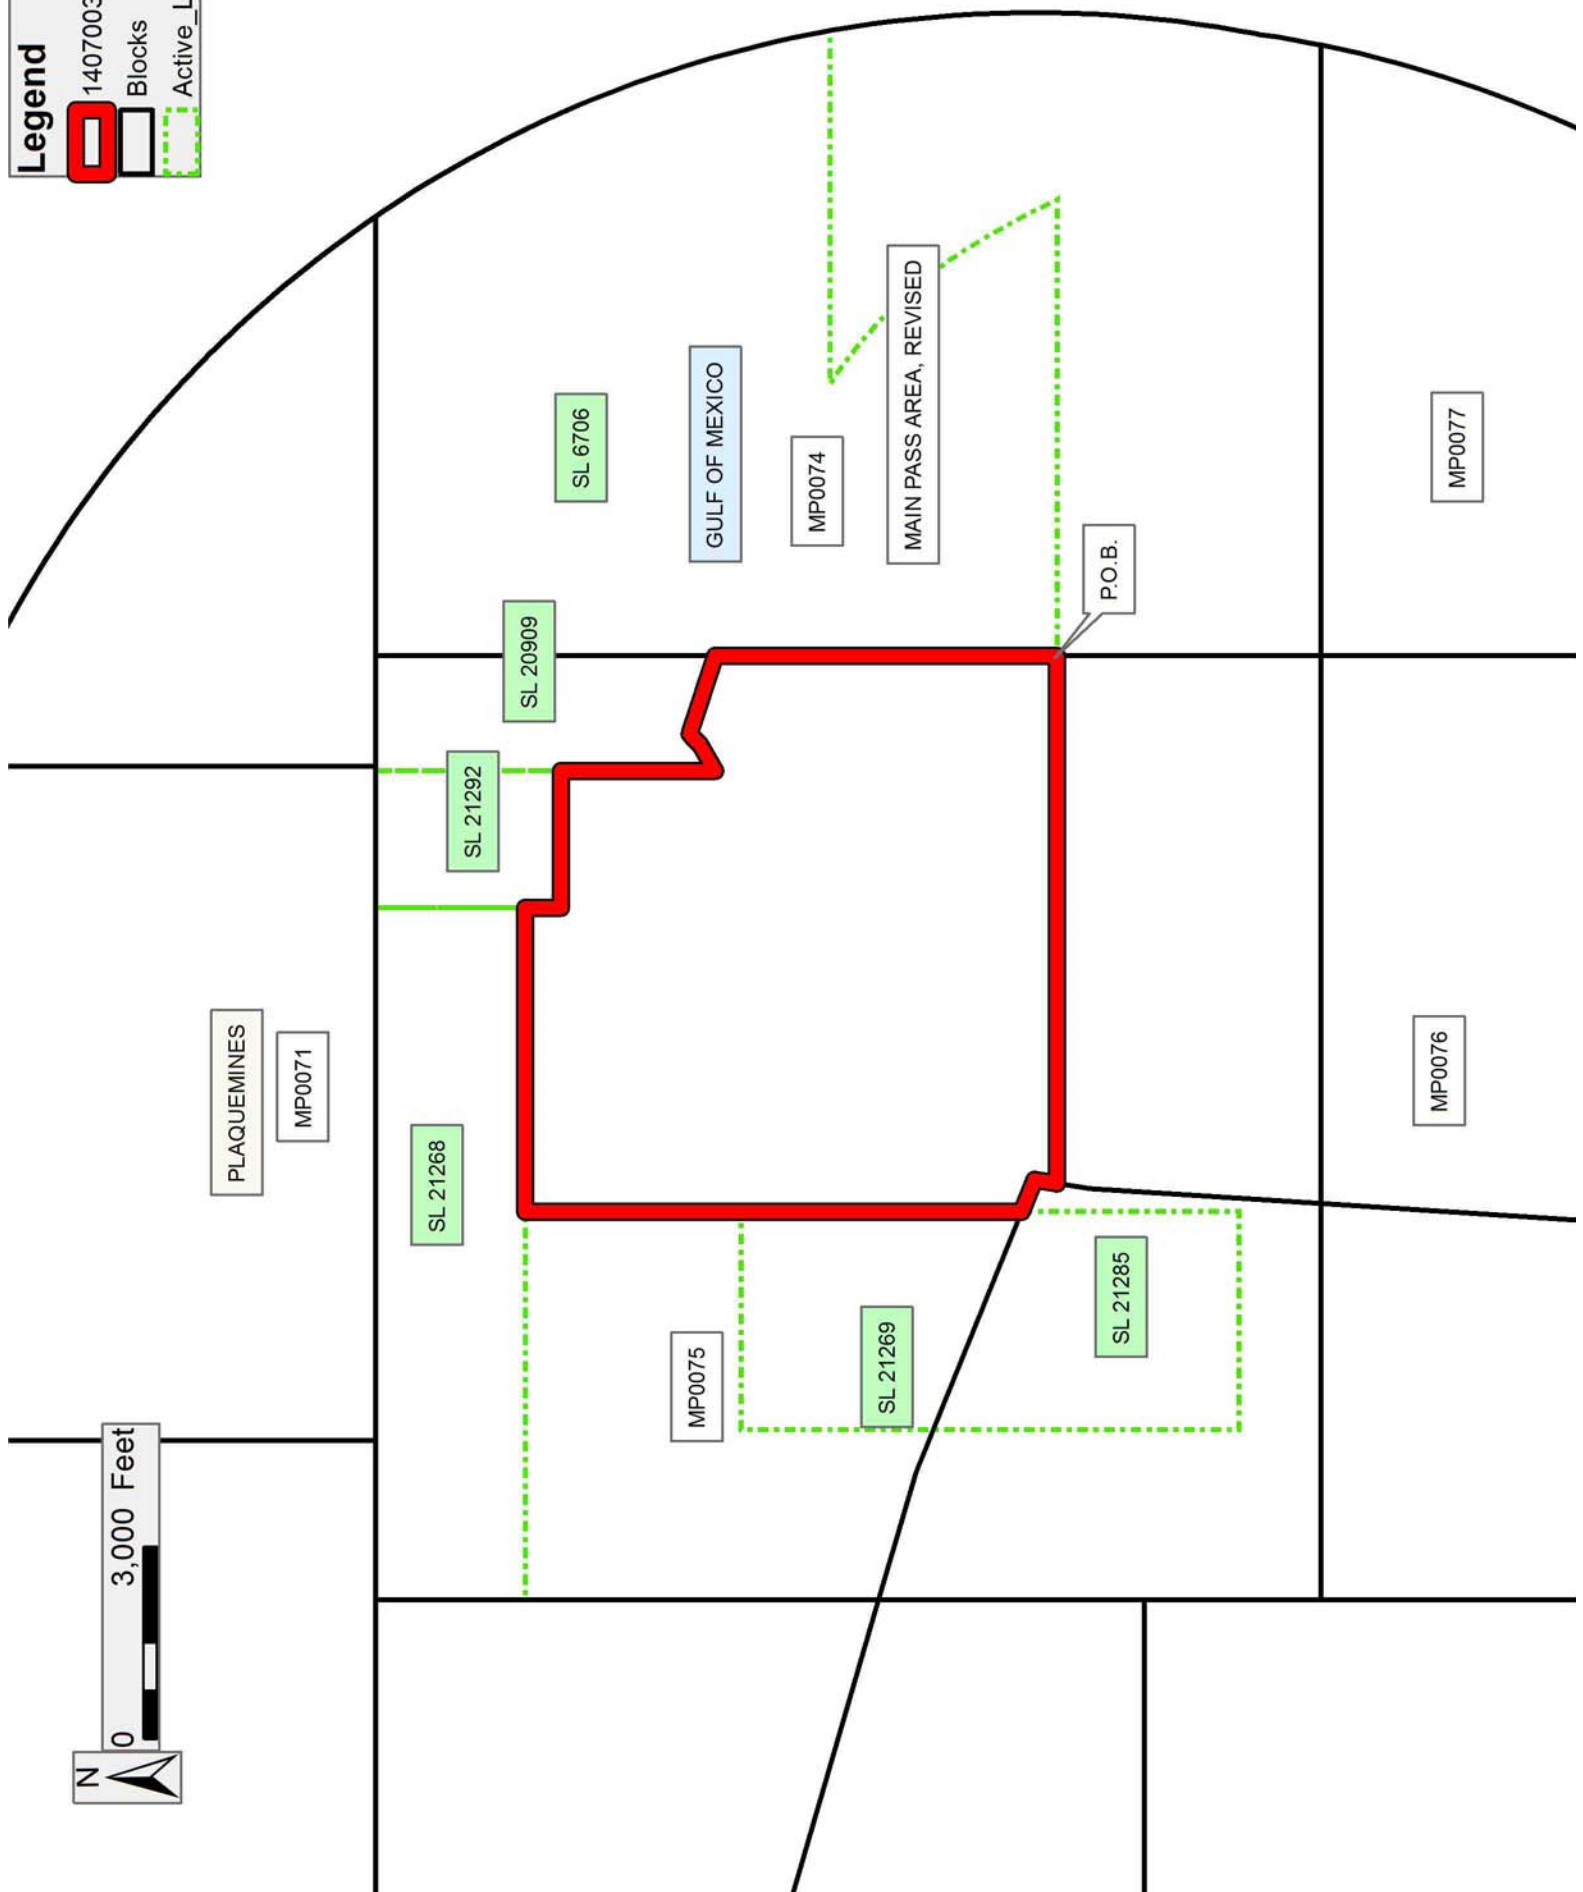 N
0 3,000 Feet
Legend
1407003
Blocks
Active_L
PLAQUEMINES
MP0071
SL 21268
SL 21292
SL 20909
SL 6706
GULF OF MEXICO
MP0075
MP0074
SL 21269
MAIN PASS AREA, REVISED
P.O.B.
SL 21285
MP0076
MP0077